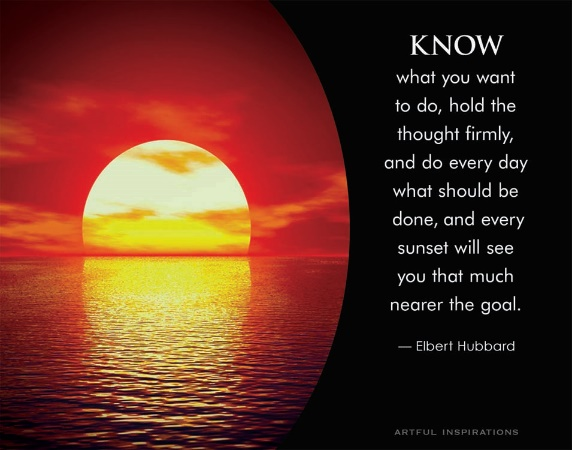 KNOW
what you want
to do, hold the
thought firmly,
and do every day
what should be
done, and every
sunset will see
you that much
nearer the goal.
— Elbert Hubbard
ARTFUL INSPIRATIONS